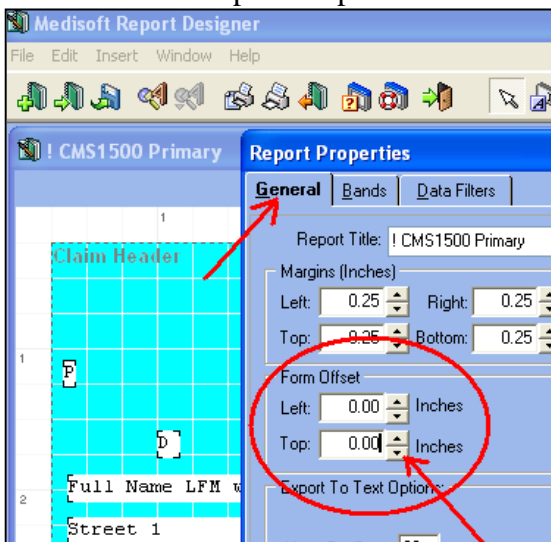 Medisoft Report Designer
File Edit Insert Window Help
! CMS1500 Primary
Report Properties
General Bands Data Filters
1
Report Title: ! CMS1500 Primary
Claim Header
Margins (Inches)
Left: 0.25 Right: 0.25
Top: 0.25 Bottom: 0.25
1
P
Form Offset
Left: 0.00 Inches
D
Top: 0.00 Inches
Full Name LFM
2
Export To Text Options:
Street 1